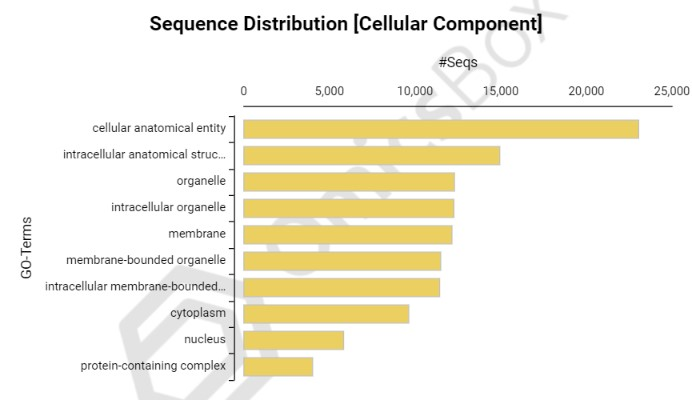 Sequence Distribution [Cellular Component]
#Seqs
0 5,000 10,000 15,000 20,000 25,000
GO-Terms
cellular anatomical entity
intracellular anatomical struc...
organelle
intracellular organelle
membrane
membrane-bounded organelle
intracellular membrane-bounded...
cytoplasm
nucleus
protein-containing complex
OmicsBox